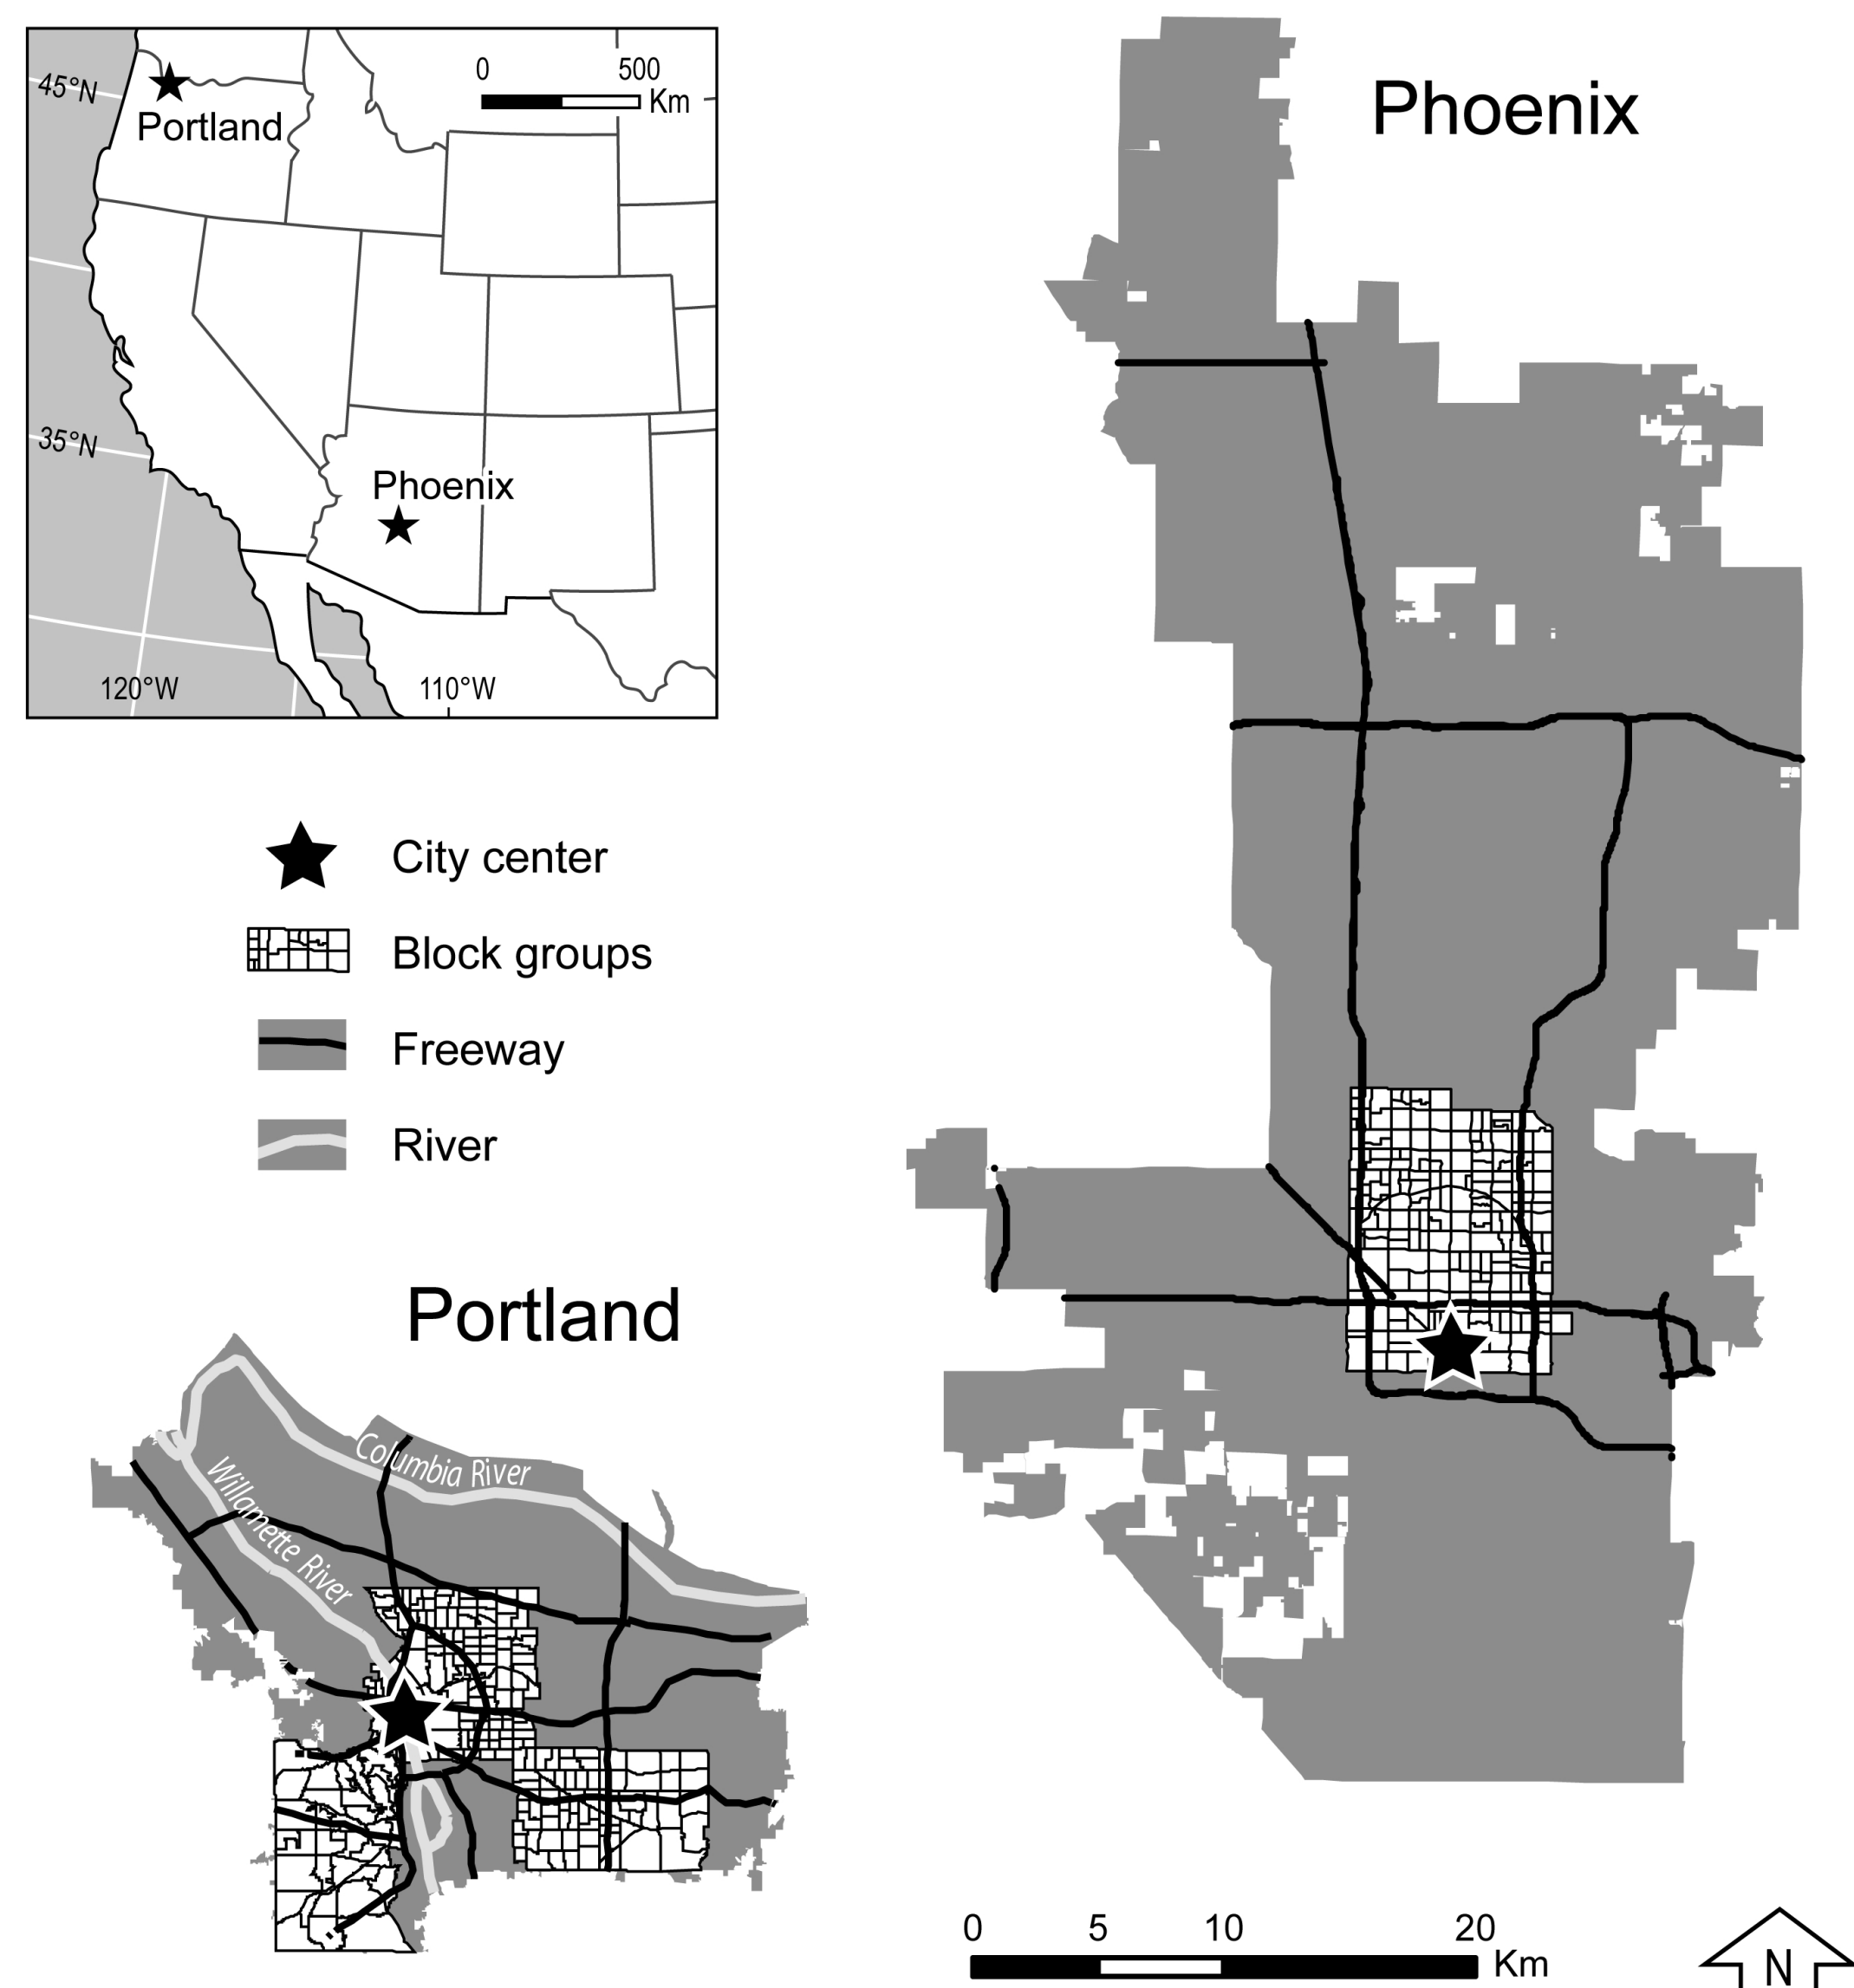 0 500
Km
45°N
Portland
35°N
Phoenix
120°W 110°W
Phoenix
City center
Block groups
Freeway
River
Portland
Columbia River
Willamette River
0 5 10 20
Km
N